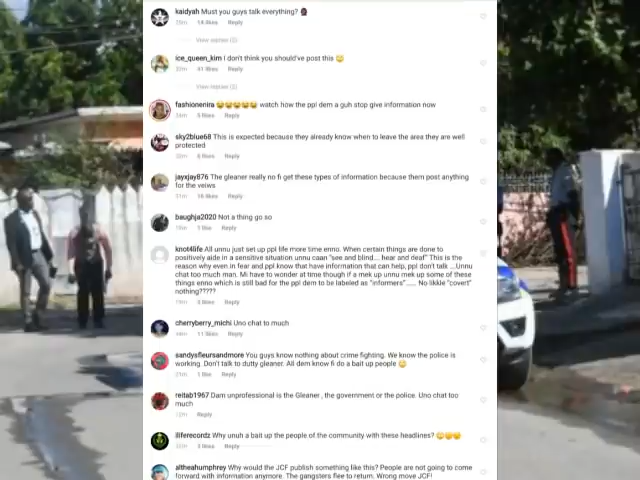 kaidyah Must you guys talk everything?
14 likes Reply
View replies (2)
ice_queen_kim I don't think you should've post this
41 likes Reply
View replies (2)
fashionenira watch how the ppl dem a guh stop give information now
5 likes Reply
sky2blue68 This is expected because they already know when to leave the area they are well
protected
6 likes Reply
jayxjay876 The gleaner really no fi get these types of information because them post anything
for the veiws
Reply
baughja2020 Not a thing go so
1 like Reply
knot4life All unnu just set up ppl life more time enno. When certain things are done to
positively aide in a sensitive situation unnu caan "see and blind.... hear and deaf" This is the
reason why even in fear and ppl know that have information that can help, ppl don't talk ...Unnu
chat too much man. Mi have to wonder at time though if a mek up unnu mek up some of these
things enno which is still bad for the ppl dem to be labeled as "informers"...... No likkle "covert"
nothing?????
Reply
cherryberry_michi Uno chat to much
11 likes Reply
sandysfleursandmore You guys know nothing about crime fighting. We know the police is
working .Don't talk to dutty gleaner. All dem know fi do a bait up people
1 like Reply
reitab1967 Dam unprofessional is the Gleaner , the government or the police. Uno chat too
much
Reply
iliferecordz Why unuh a bait up the people of the community with these headlines?
Reply
altheahumphrey Why would the JCF publish something like this? People are not going to come
forward with information anymore. The gangsters flee to return. Wrong move JCF!